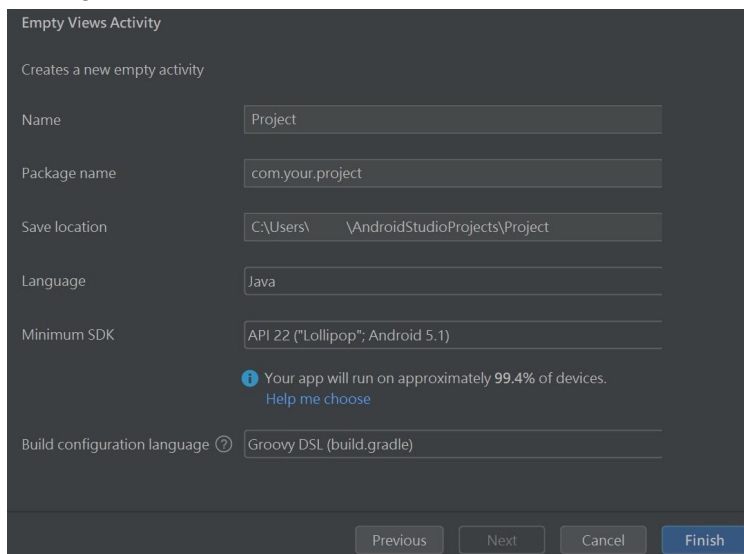 Empty Views Activity
Creates a new empty activity
Name Project
Package name com.your.project
Save location C:\Users\ \AndroidStudioProjects\Project
Language Java
Minimum SDK API 22 ("Lollipop"; Android 5.1)
Your app will run on approximately 99.4% of devices.
Help me choose
Build configuration language Groovy DSL (build.gradle)
Previous Next Cancel Finish